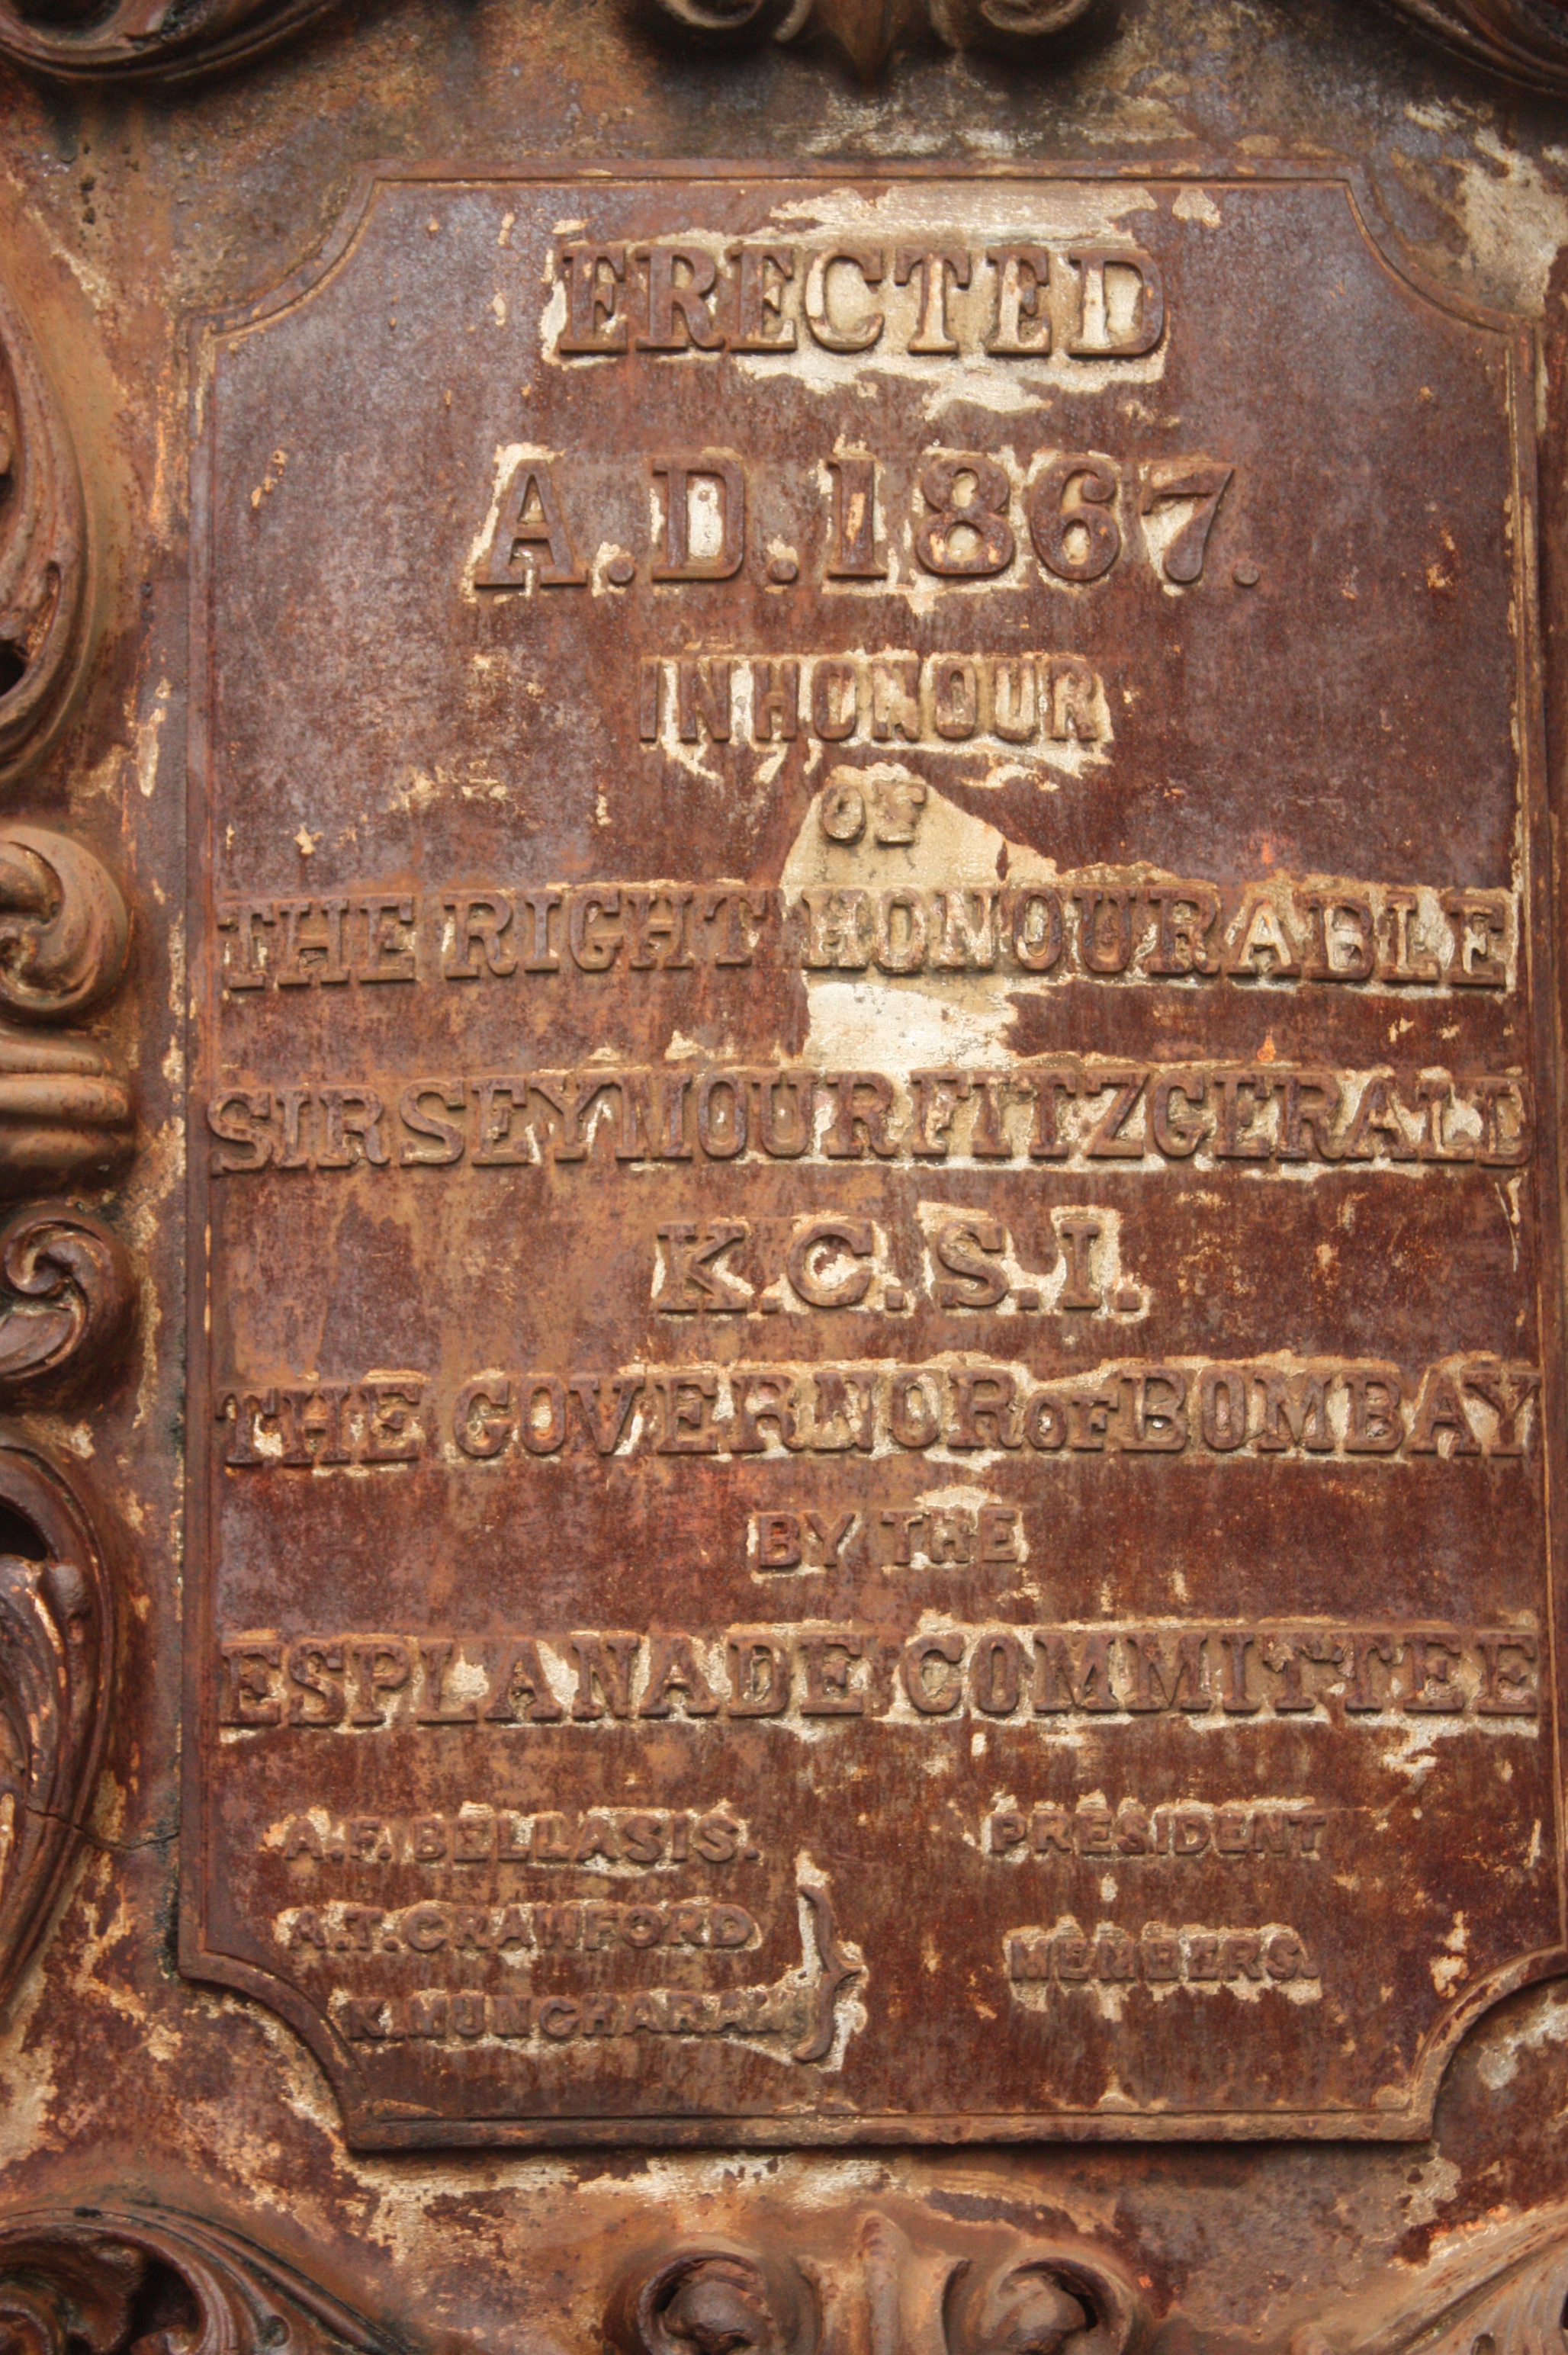 ERECTED
A.D. 1867.
IN HONOUR
OF
THE RIGHT HONOURABLE
SIR SEYMOUR FITZGERALD
K.C.S.I.
THE GOVERNOR OF BOMBAY
BY THE
ESPLANADE COMMITTEE
A.F. BELLASIS. PRESIDENT
A.T. CRAWFORD
MEMBERS.
K. MUNCHARAM